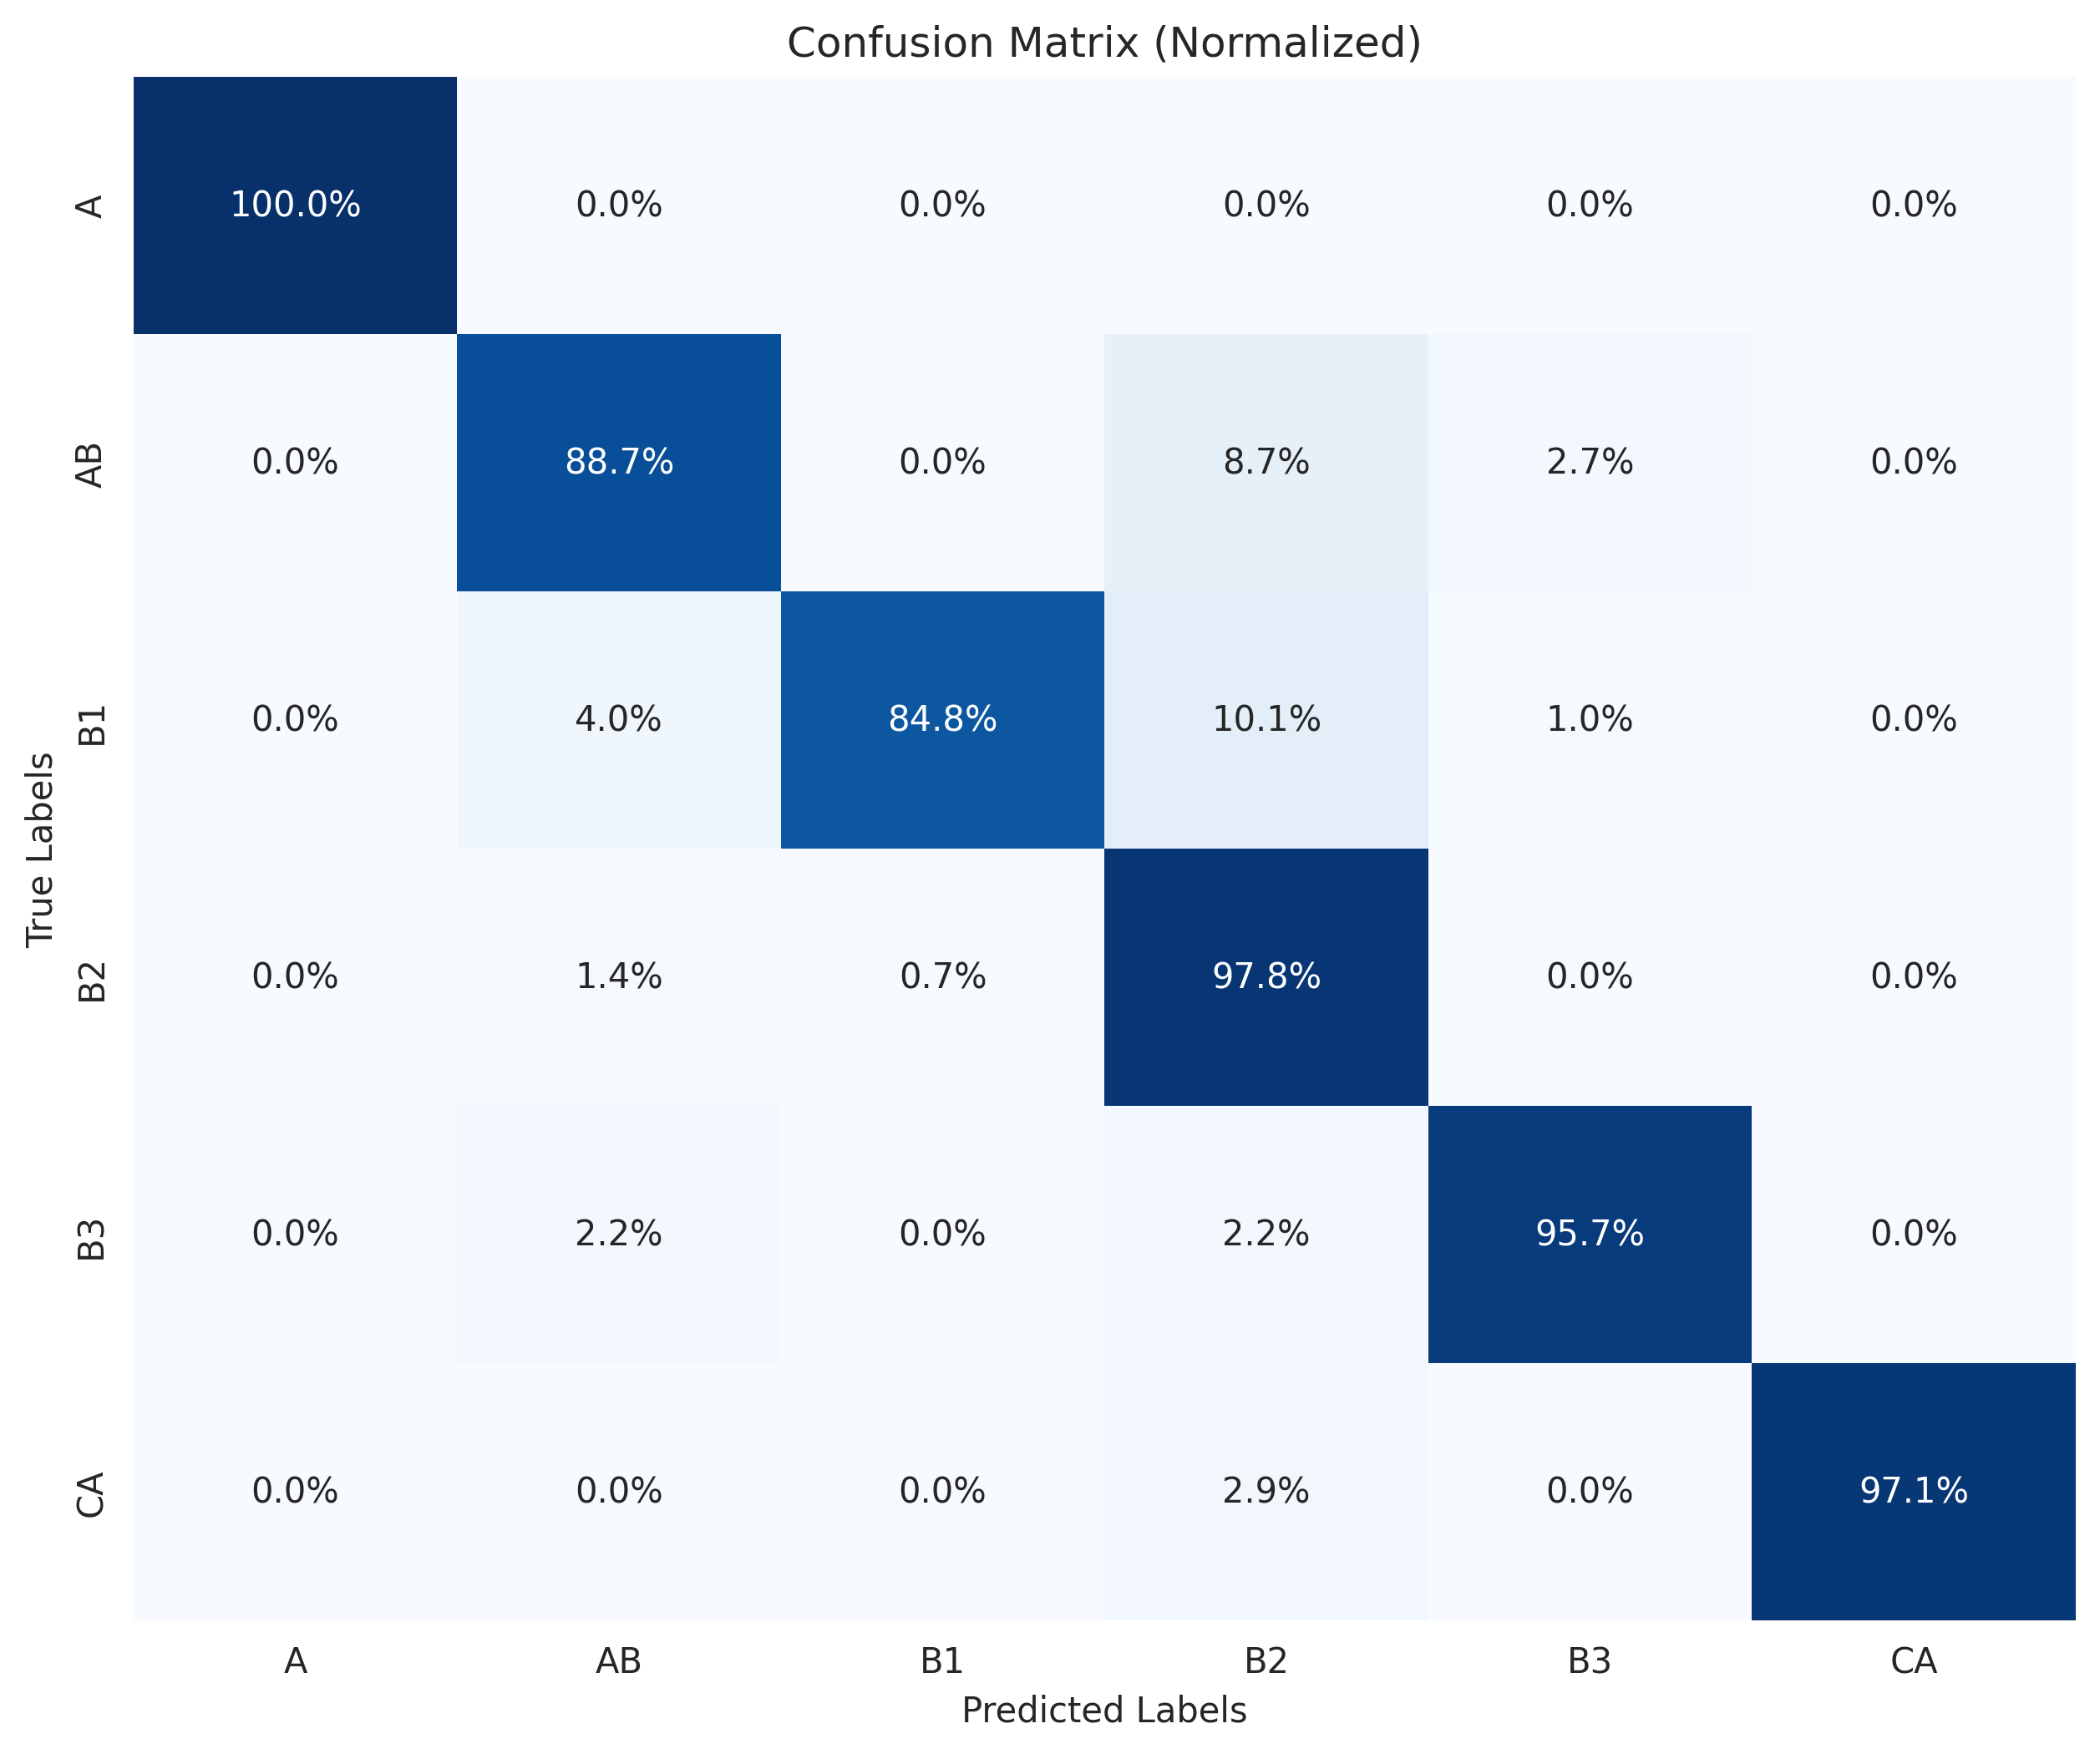 Confusion Matrix (Normalized)
True Labels
A 100.0% 0.0% 0.0% 0.0% 0.0% 0.0%
AB 0.0% 88.7% 0.0% 8.7% 2.7% 0.0%
B1 0.0% 4.0% 84.8% 10.1% 1.0% 0.0%
B2 0.0% 1.4% 0.7% 97.8% 0.0% 0.0%
B3 0.0% 2.2% 0.0% 2.2% 95.7% 0.0%
CA 0.0% 0.0% 0.0% 2.9% 0.0% 97.1%
A AB B1 B2 B3 CA
Predicted Labels